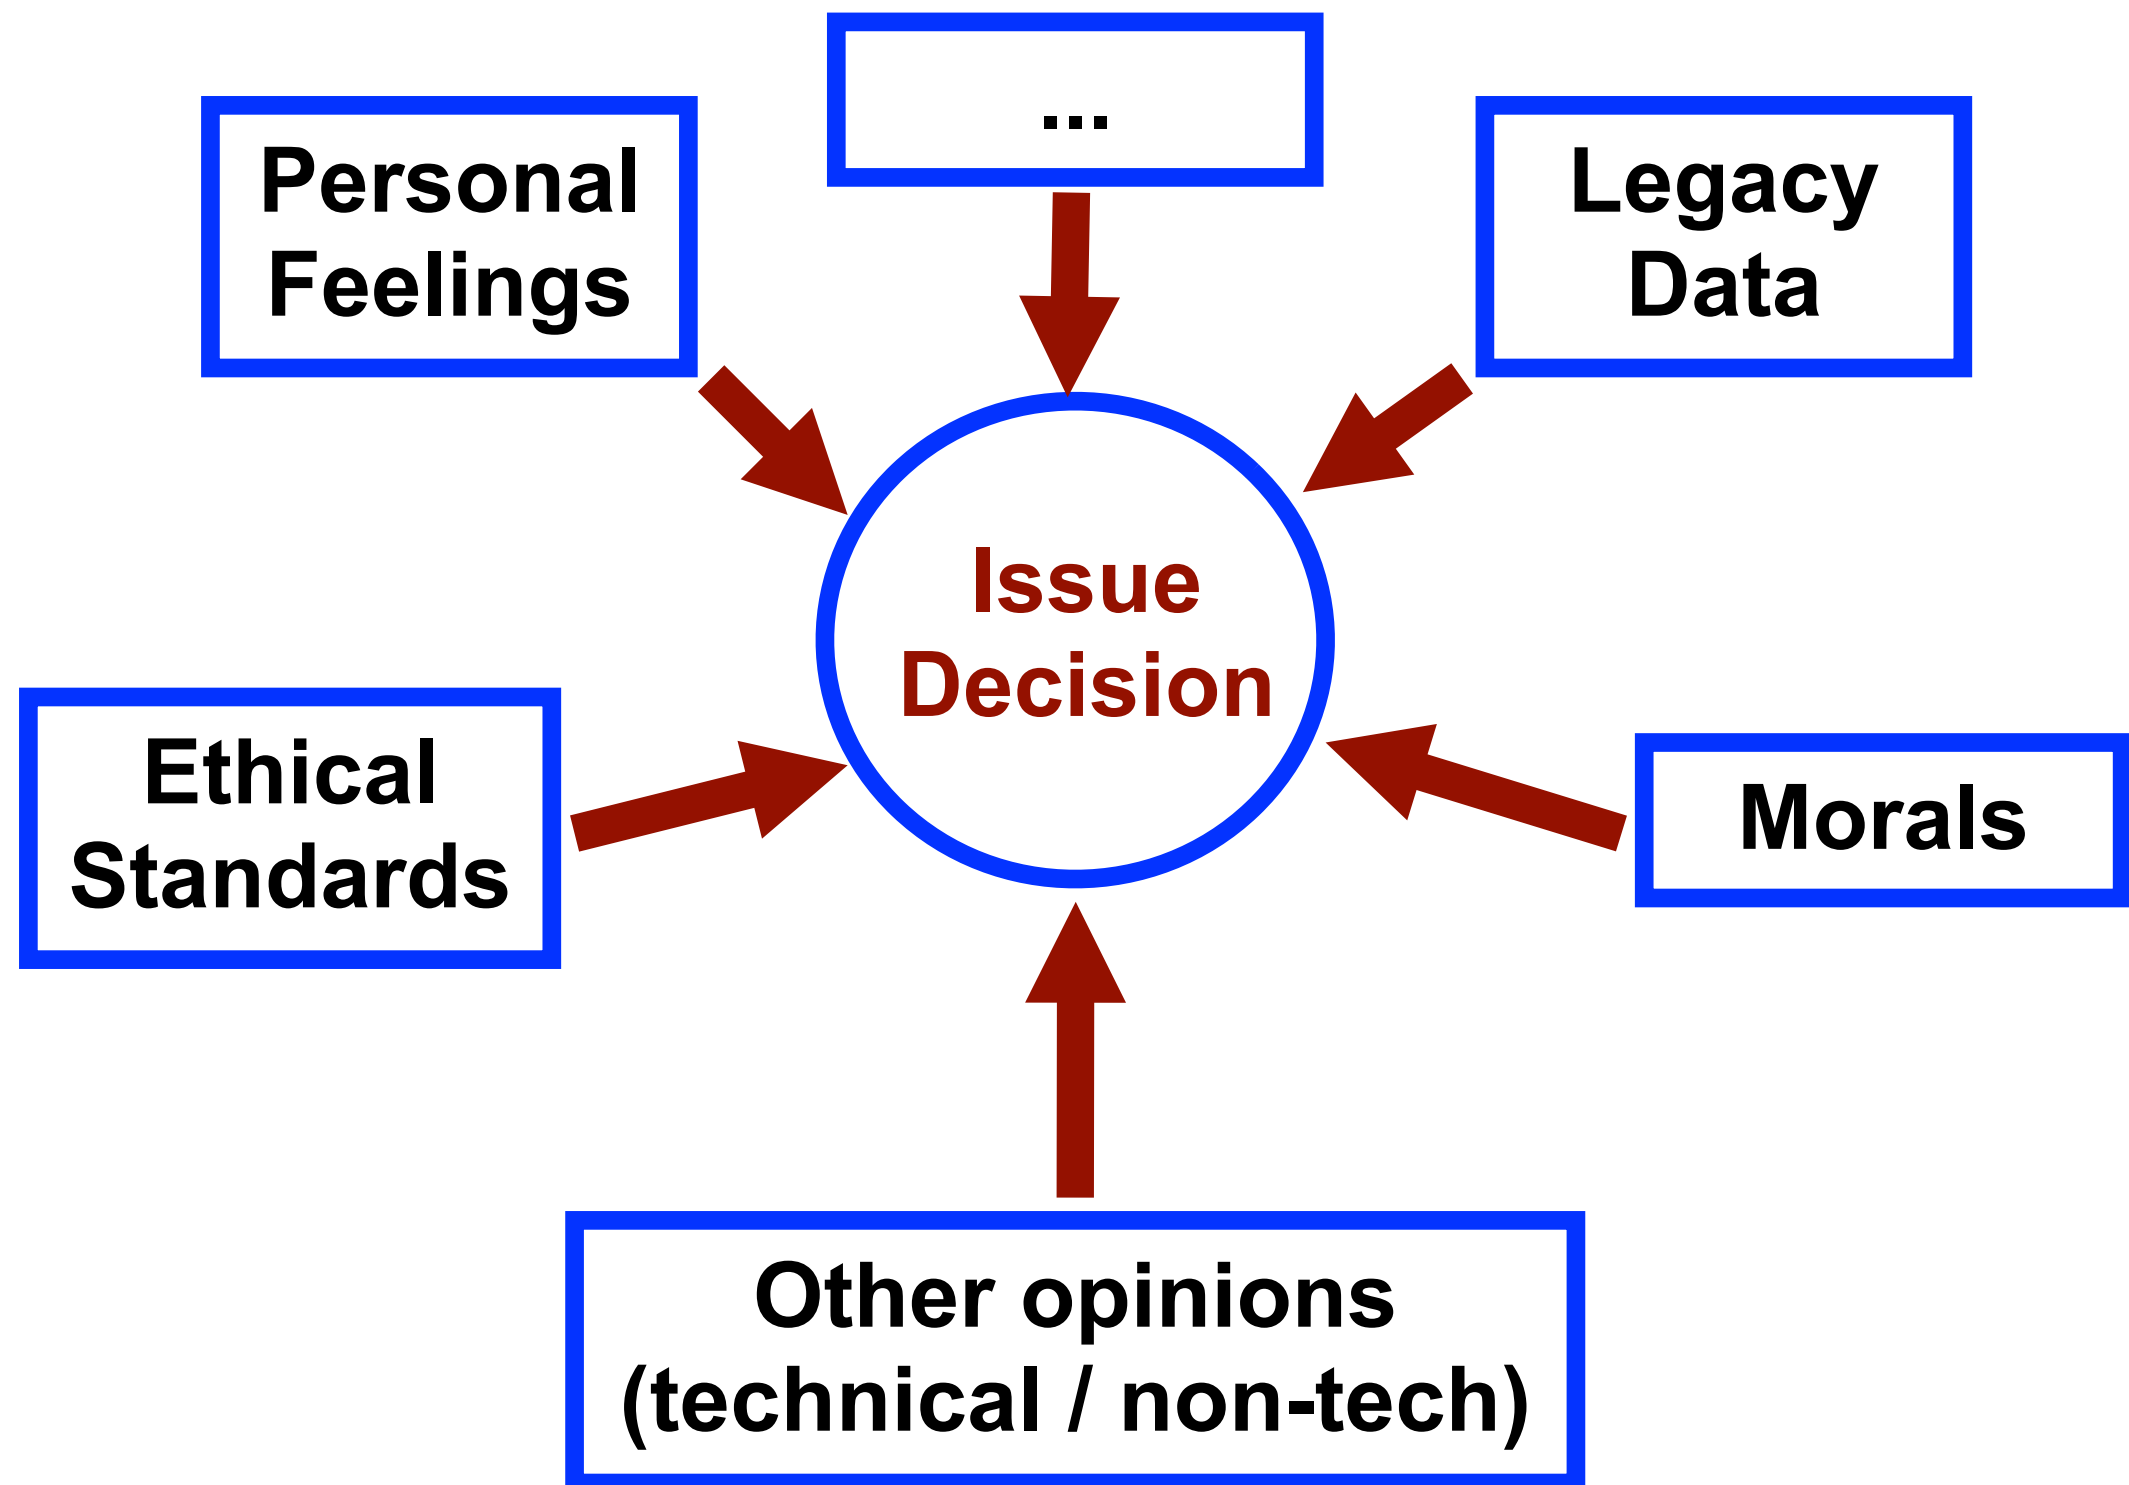 ...
Personal
Feelings
Legacy
Data
Issue
Decision
Ethical
Standards
Morals
Other opinions
(technical / non-tech)